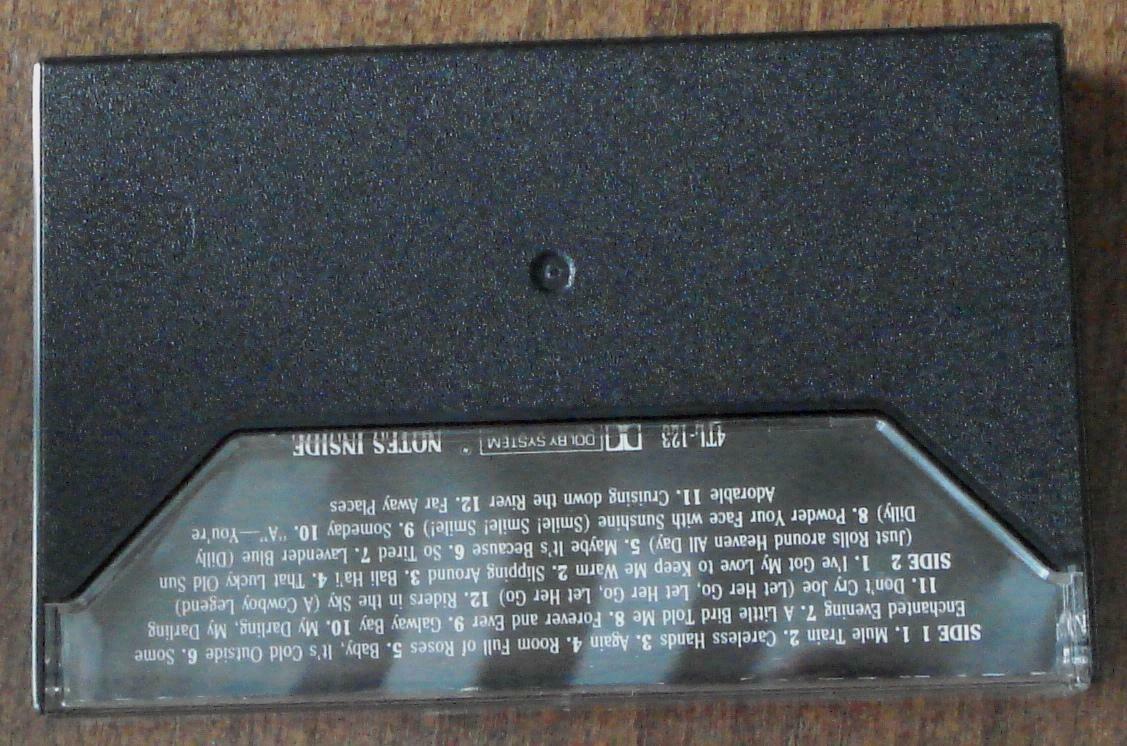 SIDE 1 1. Mule Train 2. Careless Hands 3. Again 4. Room Full of Roses 5. Baby, It's Cold Outside 6. Some
Enchanted Evening 7. A Little Bird Told Me 8. Forever and Ever 9. Galway Bay 10. My Darling, My Darling
11. Don't Cry Joe (Let Her Go, Let Her Go, Let Her Go) 12. Riders in the Sky (A Cowboy Legend)
SIDE 2 1. I've Got My Love to Keep Me Warm 2. Slipping Around 3. Bali Ha'i 4. That Lucky Old Sun
(Just Rolls around Heaven All Day) 5. Maybe It's Because 6. So Tired 7. Lavender Blue (Dilly
Dilly) 8. Powder Your Face with Sunshine (Smile! Smile! Smile!) 9. Someday 10. "A"—You're
Adorable 11. Cruising down the River 12. Far Away Places
4TL-123 DOLBY SYSTEM ® NOTES INSIDE